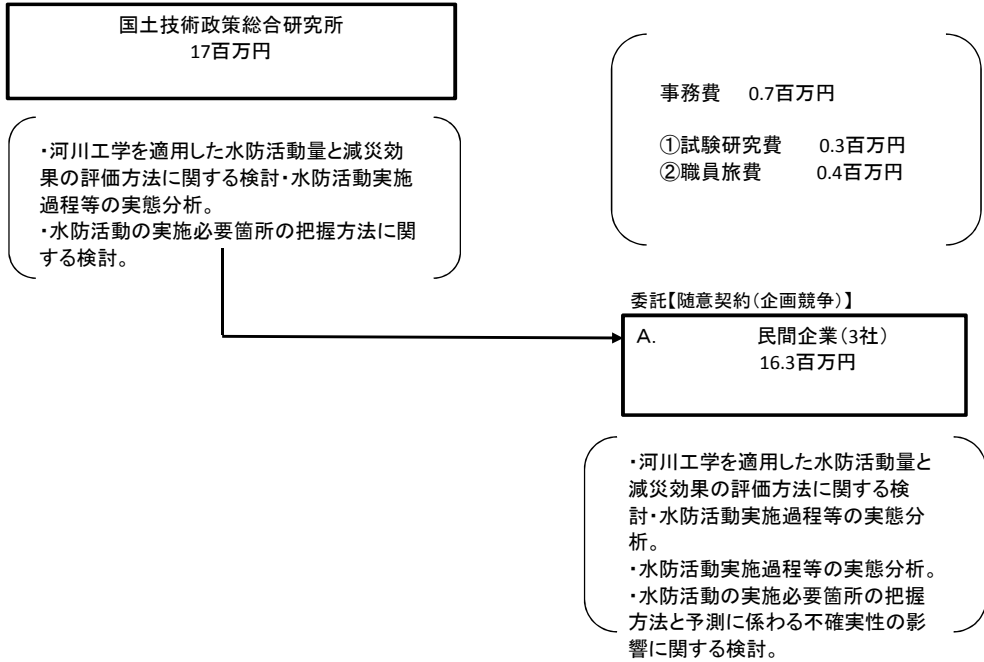 国土技術政策総合研究所
17百万円
・河川工学を適用した水防活動量と減災効
果の評価方法に関する検討・水防活動実施
過程等の実態分析。
・水防活動の実施必要箇所の把握方法に関
する検討。
事務費 0.7百万円
①試験研究費 0.3百万円
②職員旅費 0.4百万円
委託【随意契約(企画競争)】
A. 民間企業(3社)
16.3百万円
・河川工学を適用した水防活動量と
減災効果の評価方法に関する検
討・水防活動実施過程等の実態分
析。
・水防活動実施過程等の実態分析。
・水防活動の実施必要箇所の把握
方法と予測に係わる不確実性の影
響に関する検討。